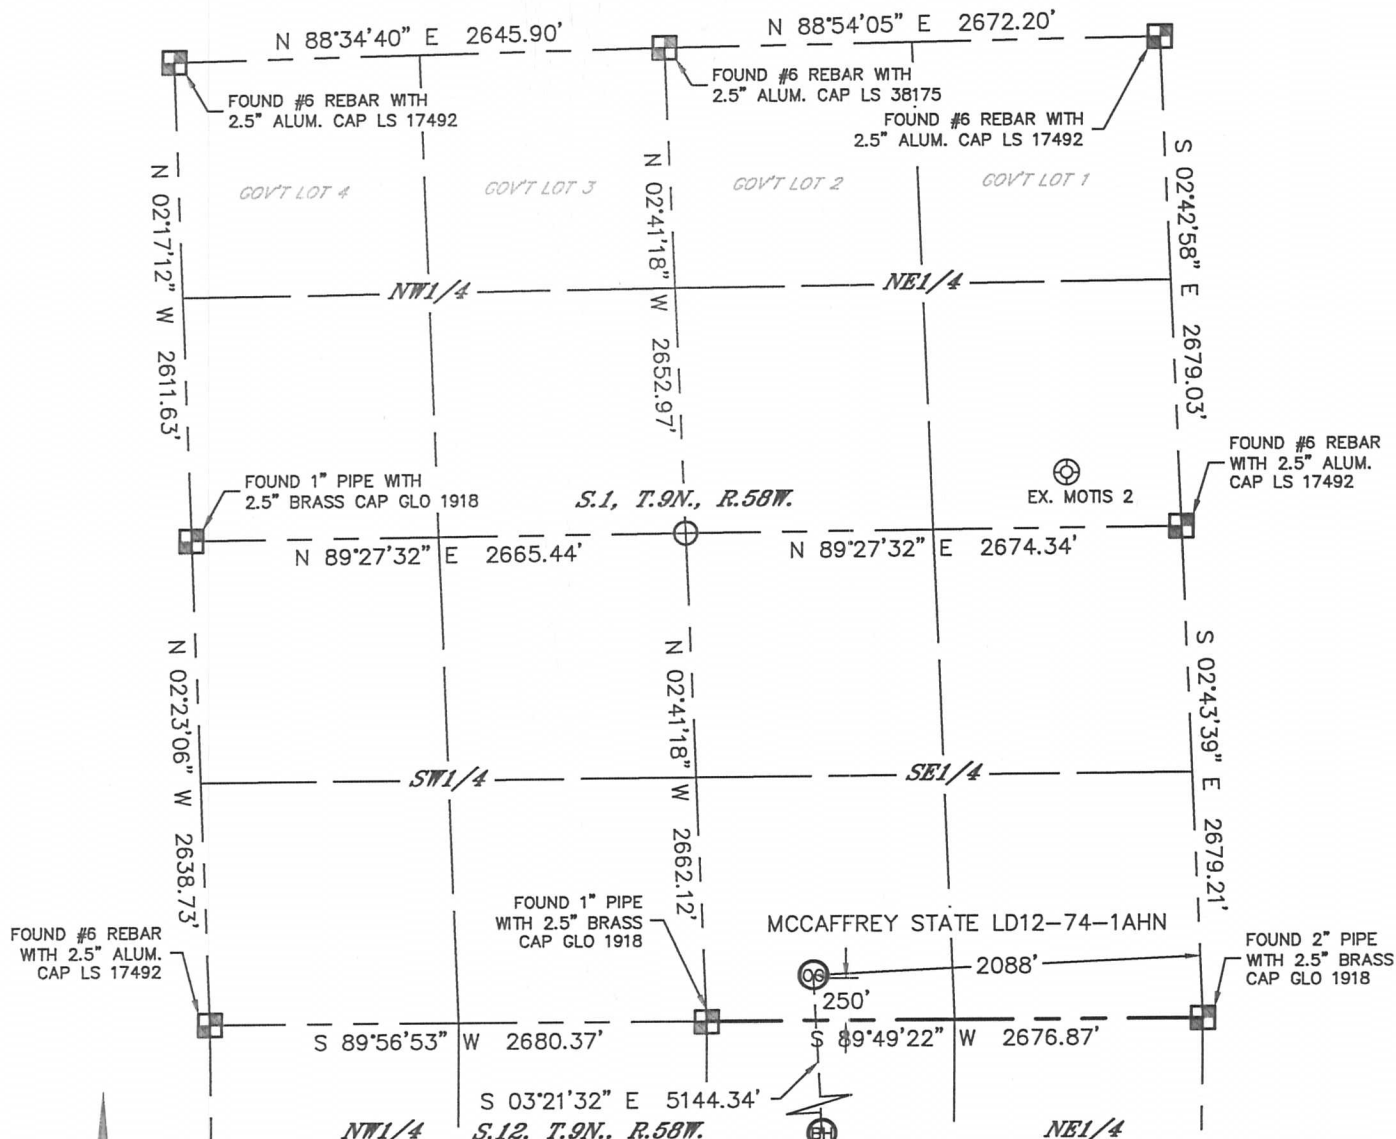 N 88°34'40" E 2645.90'
N 88°54'05" E 2672.20'
FOUND #6 REBAR WITH
2.5" ALUM. CAP LS 17492
FOUND #6 REBAR WITH
2.5" ALUM. CAP LS 38175
FOUND #6 REBAR WITH
2.5" ALUM. CAP LS 17492
N 02°17'12" W 2611.63'
GOV'T LOT 4
GOV'T LOT 3
N 02°41'18" W 2652.97'
GOV'T LOT 2
GOV'T LOT 1
S 02°42'58" E 2679.03'
NW1/4
NE1/4
FOUND 1" PIPE WITH
2.5" BRASS CAP GLO 1918
S.1, T.9N., R.58W.
EX. MOTIS 2
FOUND #6 REBAR
WITH 2.5" ALUM.
CAP LS 17492
N 89°27'32" E 2665.44'
N 89°27'32" E 2674.34'
N 02°23'06" W 2638.73'
N 02°41'18" W 2662.12'
S 02°43'39" E 2679.21'
SW1/4
SE1/4
FOUND #6 REBAR
WITH 2.5" ALUM.
CAP LS 17492
FOUND 1" PIPE
WITH 2.5" BRASS
CAP GLO 1918
MCCAFFREY STATE LD12-74-1AHN
2088'
250'
FOUND 2" PIPE
WITH 2.5" BRASS
CAP GLO 1918
S 89°56'53" W 2680.37'
S 89°49'22" W 2676.87'
S 03°21'32" E 5144.34'
NW1/4
S.12, T.9N., R.58W.
BH
NE1/4